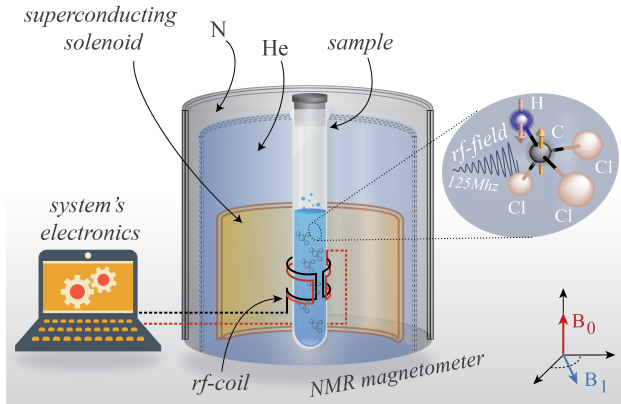 superconducting
solenoid
N
He
sample
H
C
rf-field
125Mhz
Cl
Cl
Cl
system's
electronics
rf-coil
NMR magnetometer
B0
B1